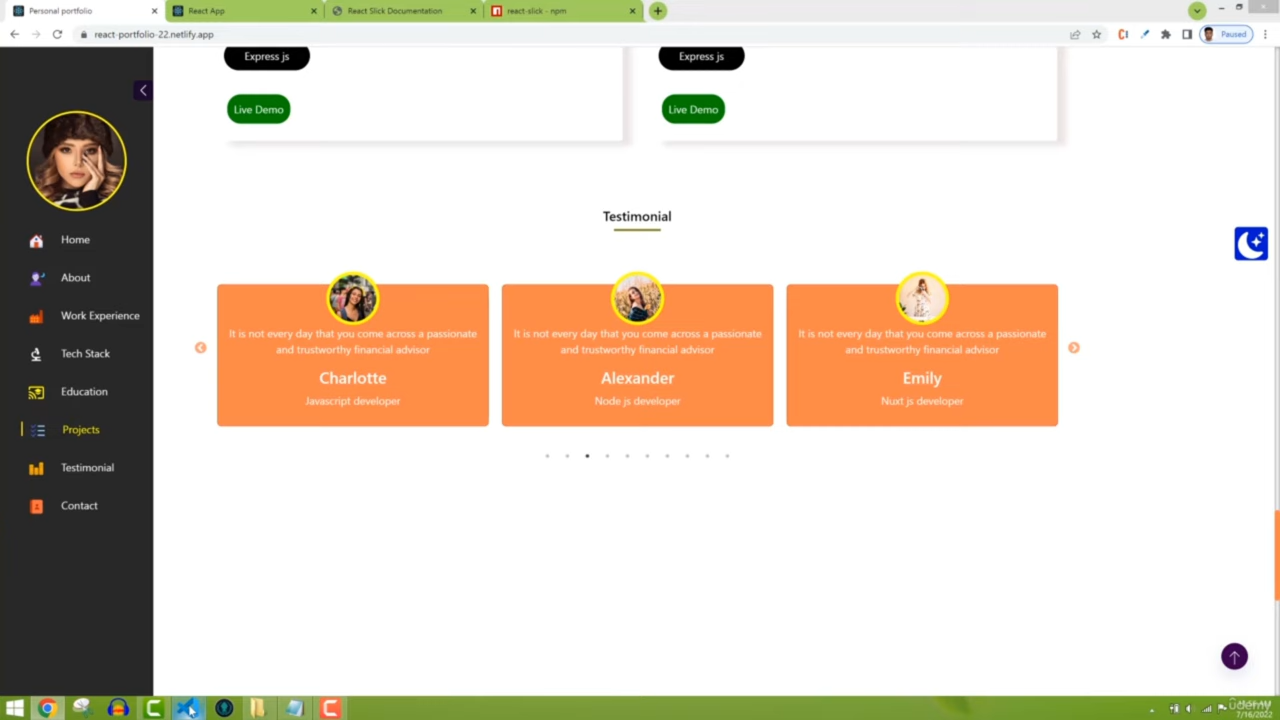 Personal portfolio
React App
React Slick Documentation
react-slick - npm
react-portfolio-22.netlify.app
Paused
Express js
Express js
Live Demo
Live Demo
Home
About
Work Experience
Tech Stack
Education
Projects
Testimonial
Contact
Testimonial
It is not every day that you come across a passionate
and trustworthy financial advisor
Charlotte
Javascript developer
It is not every day that you come across a passionate
and trustworthy financial advisor
Alexander
Node js developer
It is not every day that you come across a passionate
and trustworthy financial advisor
Emily
Nuxt js developer
Udemy
7/16/2022